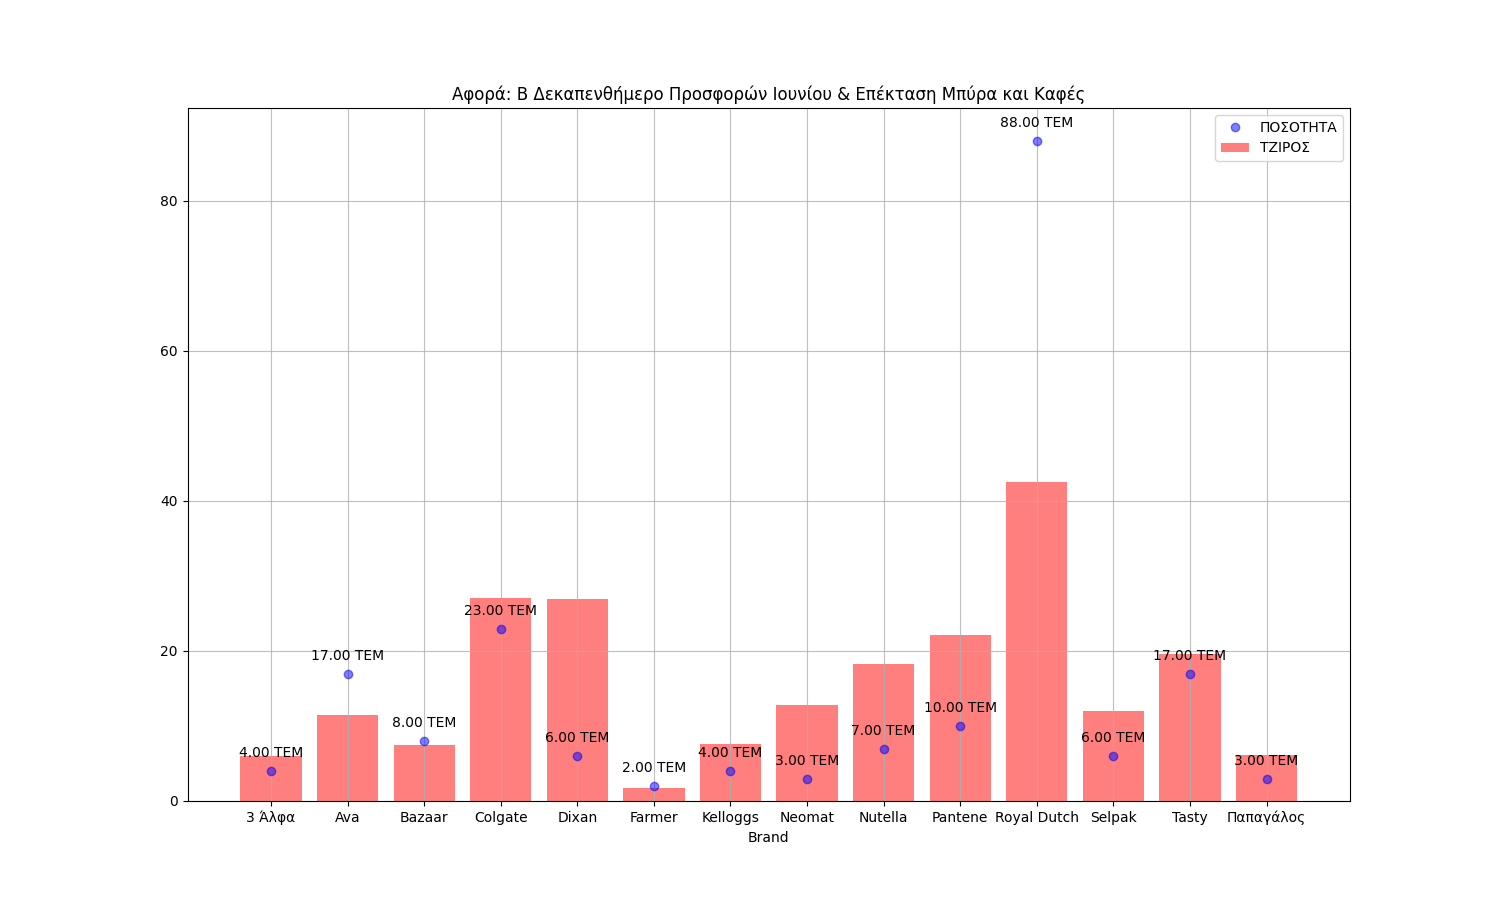 Αφορά: Β Δεκαπενθήμερο Προσφορών Ιουνίου & Επέκταση Μπύρα και Καφές
88.00 TEM
ΠΟΣΟΤΗΤΑ
ΤΖΙΡΟΣ
80
60
40
23.00 TEM
20
17.00 TEM
17.00 TEM
8.00 TEM
10.00 TEM
6.00 TEM
7.00 TEM
6.00 TEM
4.00 TEM
2.00 TEM
4.00 TEM
3.00 TEM
3.00 TEM
0
3 Άλφα Ava Bazaar Colgate Dixan Farmer Kelloggs Neomat Nutella Pantene Royal Dutch Selpak Tasty Παπαγάλος
Brand